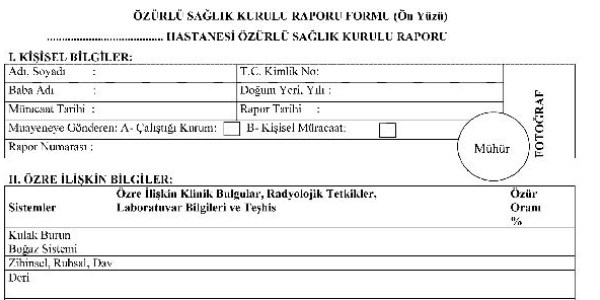 ÖZÜRLÜ SAĞLIK KURULU RAPORU FORMU (Ön Yüzü)
...................................... HASTANESİ ÖZÜRLÜ SAĞLIK KURULU RAPORU
I. KİŞİSEL BİLGİLER:
Adı, Soyadı : T.C. Kimlik No:
Baba Adı : Doğum Yeri, Yılı :
Müracaat Tarihi : Rapor Tarihi :
Muayeneye Gönderen: A- Çalıştığı Kurum: B- Kişisel Müracaat:
Rapor Numarası :
Mühür
FOTOĞRAF
II. ÖZRE İLİŞKİN BİLGİLER:
Sistemler
Özre İlişkin Klinik Bulgular, Radyolojik Tetkikler,
Laboratuvar Bilgileri ve Teşhis
Özür
Oranı
%
Kulak Burun
Boğaz Sistemi
Zihinsel, Ruhsal, Dav
Deri